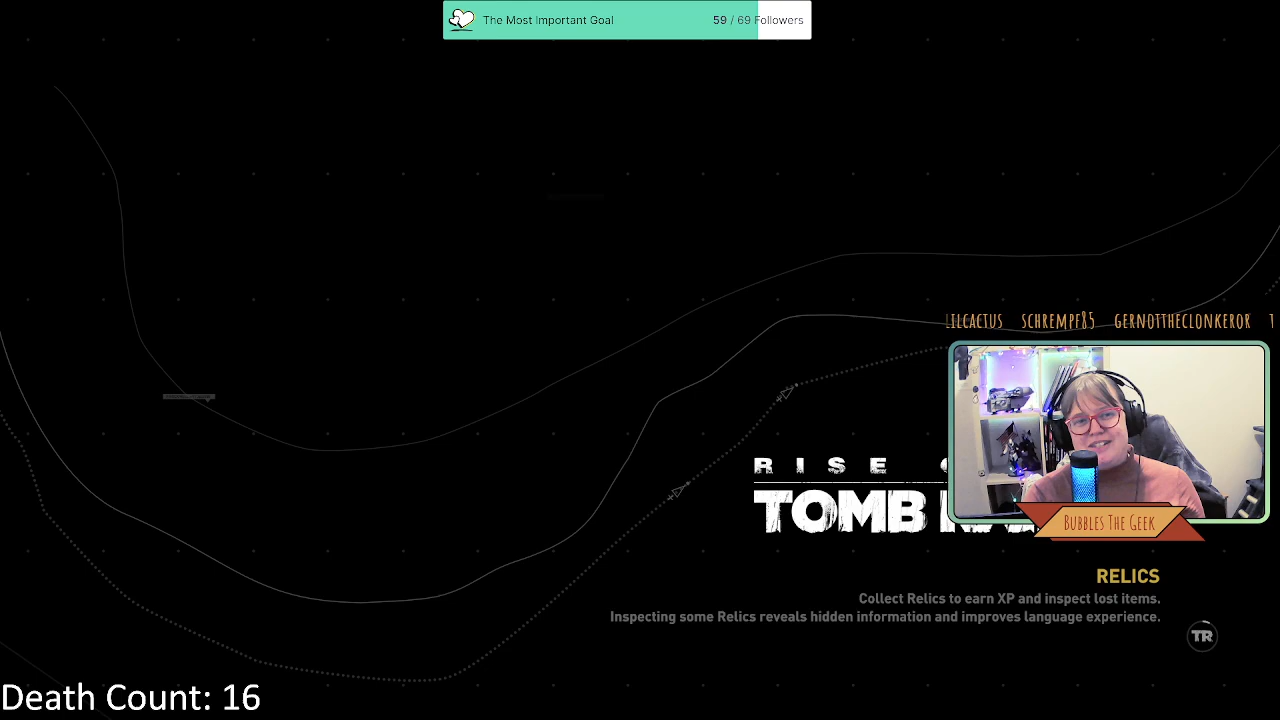 The Most Important Goal 59 / 69 Followers
LILCACTUS SCHREMPF85 GERNOTTHECLONKEROR T
RISE
TOMB
BUBBLES THE GEEK
RELICS
Collect Relics to earn XP and inspect lost items.
Inspecting some Relics reveals hidden information and improves language experience.
TR
Death Count: 16